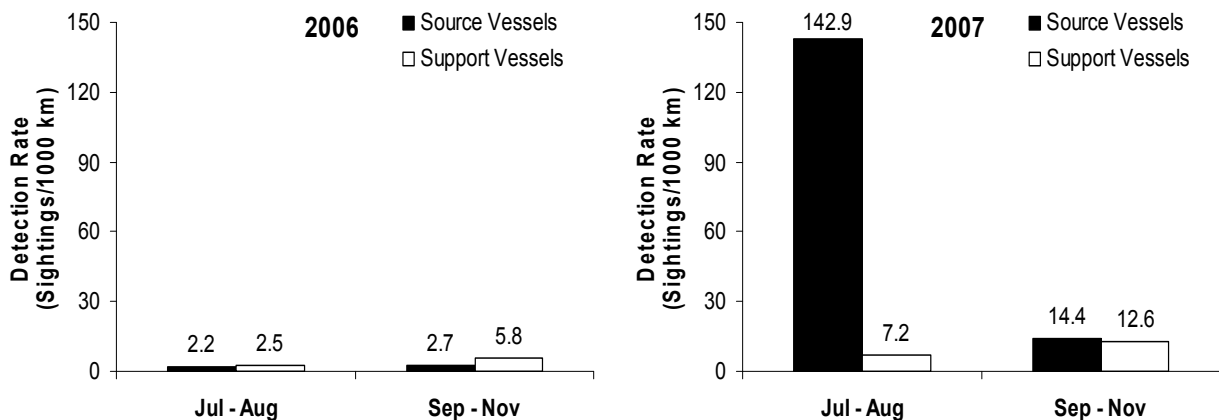 2006
Source Vessels
Support Vessels
Detection Rate
(Sightings/1000 km)
150
120
90
60
30
0
2.2
2.5
2.7
5.8
Jul - Aug
Sep - Nov
2007
Source Vessels
Support Vessels
Detection Rate
(Sightings/1000 km)
150
120
90
60
30
0
142.9
7.2
14.4
12.6
Jul - Aug
Sep - Nov